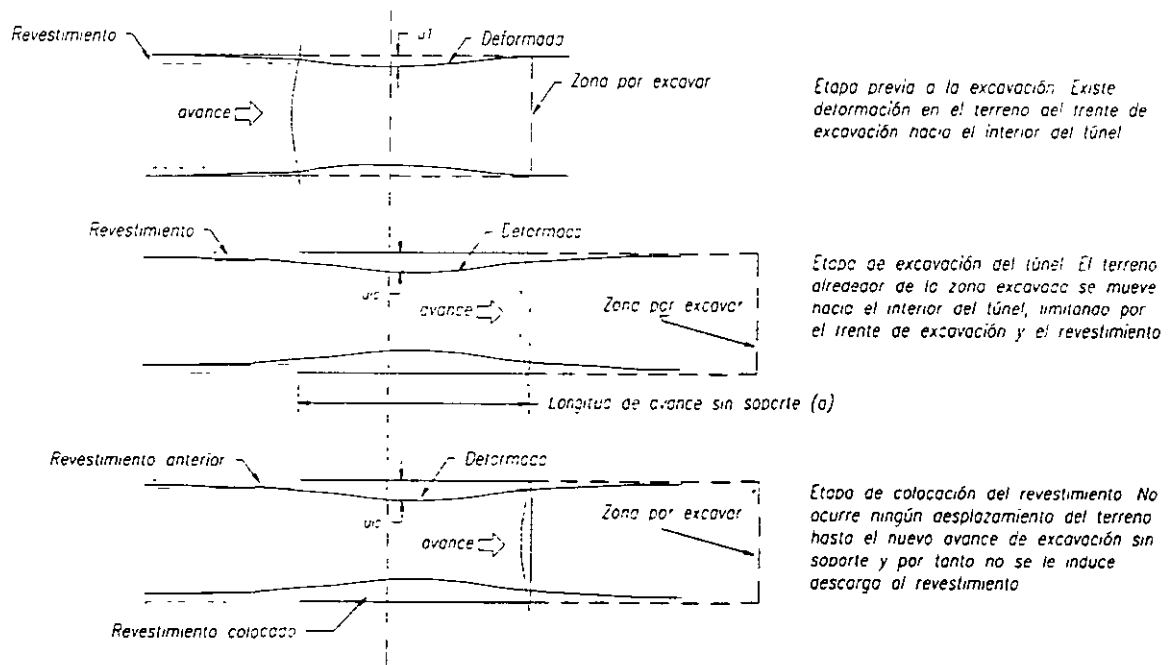 Revestimiento
u1
Deformada
Zona por excavar
avance
Etapa previa a la excavación. Existe
deformación en el terreno del frente de
excavación hacia el interior del túnel
Revestimiento
Deformada
avance
Zona por excavar
Etapa de excavación del túnel. El terreno
alrededor de la zona excavada se mueve
hacia el interior del túnel, limitando por
el frente de excavación y el revestimiento
Longitud de avance sin soporte (a)
Revestimiento anterior
Deformada
Zona por excavar
avance
Etapa de colocación del revestimiento. No
ocurre ningún desplazamiento del terreno
hasta el nuevo avance de excavación sin
soporte y por tanto no se le induce
descarga al revestimiento
Revestimiento colocado